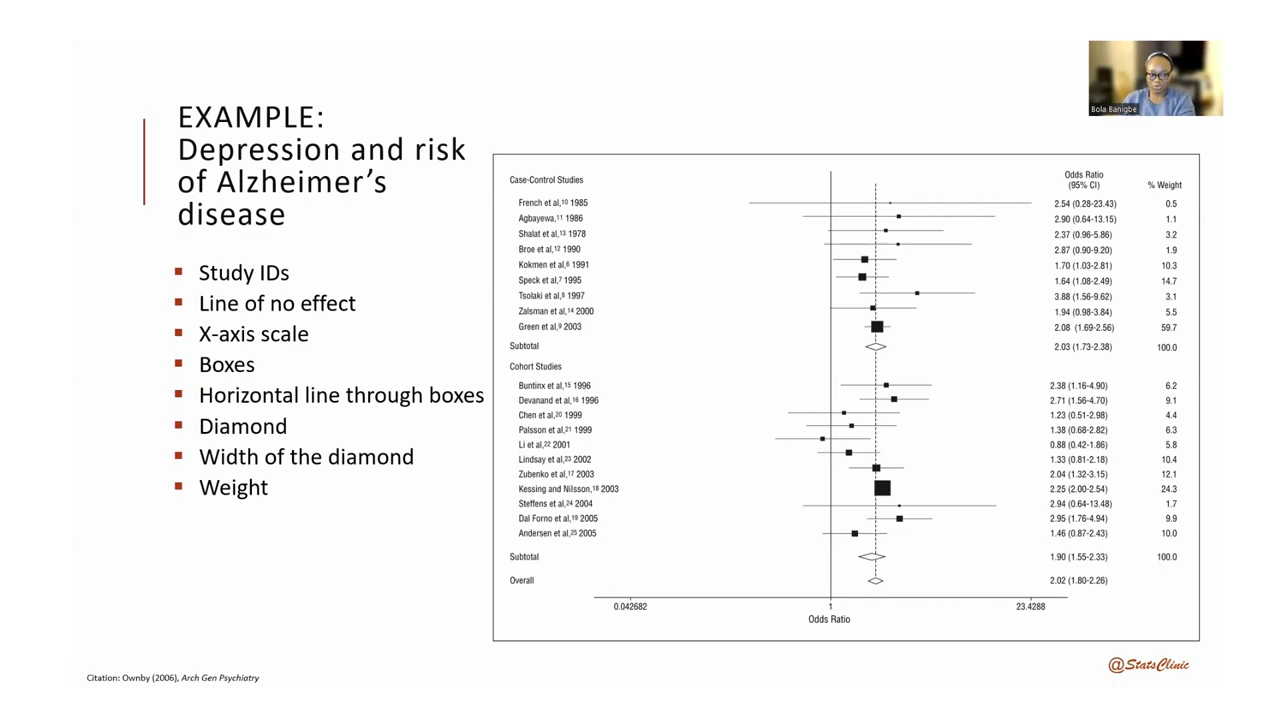 EXAMPLE:
Depression and risk
of Alzheimer's
disease
▪ Study IDs
▪ Line of no effect
▪ X-axis scale
▪ Boxes
▪ Horizontal line through boxes
▪ Diamond
▪ Width of the diamond
▪ Weight
Bola Banigbe
Case-Control Studies
Odds Ratio
(95% CI)
% Weight
French et al,10 1985 2.54 (0.28-23.43) 0.5
Agbayewa,11 1986 2.90 (0.64-13.15) 1.1
Shalat et al,13 1978 2.37 (0.96-5.86) 3.2
Broe et al,12 1990 2.87 (0.90-9.20) 1.9
Kokmen et al,6 1991 1.70 (1.03-2.81) 10.3
Speck et al,7 1995 1.64 (1.08-2.49) 14.7
Tsolaki et al,8 1997 3.88 (1.56-9.62) 3.1
Zalsman et al,14 2000 1.94 (0.98-3.84) 5.5
Green et al,9 2003 2.08 (1.69-2.56) 59.7
Subtotal 2.03 (1.73-2.38) 100.0
Cohort Studies
Buntinx et al,15 1996 2.38 (1.16-4.90) 6.2
Devanand et al,16 1996 2.71 (1.56-4.70) 9.1
Chen et al,20 1999 1.23 (0.51-2.98) 4.4
Palsson et al,21 1999 1.38 (0.68-2.82) 6.3
Li et al,22 2001 0.88 (0.42-1.86) 5.8
Lindsay et al,23 2002 1.33 (0.81-2.18) 10.4
Zubenko et al,17 2003 2.04 (1.32-3.15) 12.1
Kessing and Nilsson,18 2003 2.25 (2.00-2.54) 24.3
Steffens et al,24 2004 2.94 (0.64-13.48) 1.7
Dal Forno et al,19 2005 2.95 (1.76-4.94) 9.9
Andersen et al,25 2005 1.46 (0.87-2.43) 10.0
Subtotal 1.90 (1.55-2.33) 100.0
Overall 2.02 (1.80-2.26)
0.042682 1 23.4288
Odds Ratio
@StatsClinic
Citation: Ownby (2006), Arch Gen Psychiatry